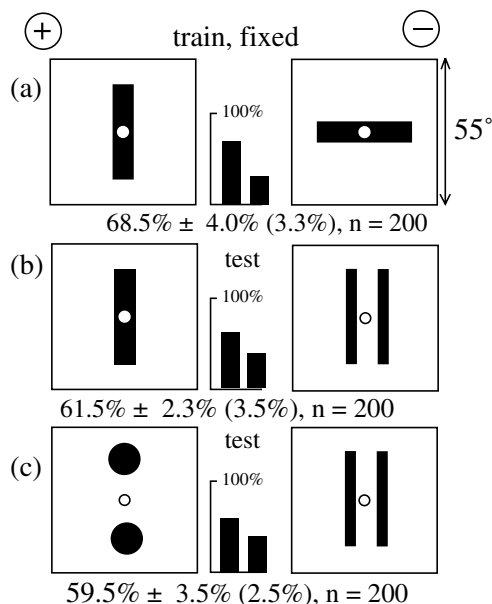 + train, fixed −
(a)
100%
55°
68.5% ± 4.0% (3.3%), n = 200
(b) test
100%
61.5% ± 2.3% (3.5%), n = 200
(c) test
100%
59.5% ± 3.5% (2.5%), n = 200